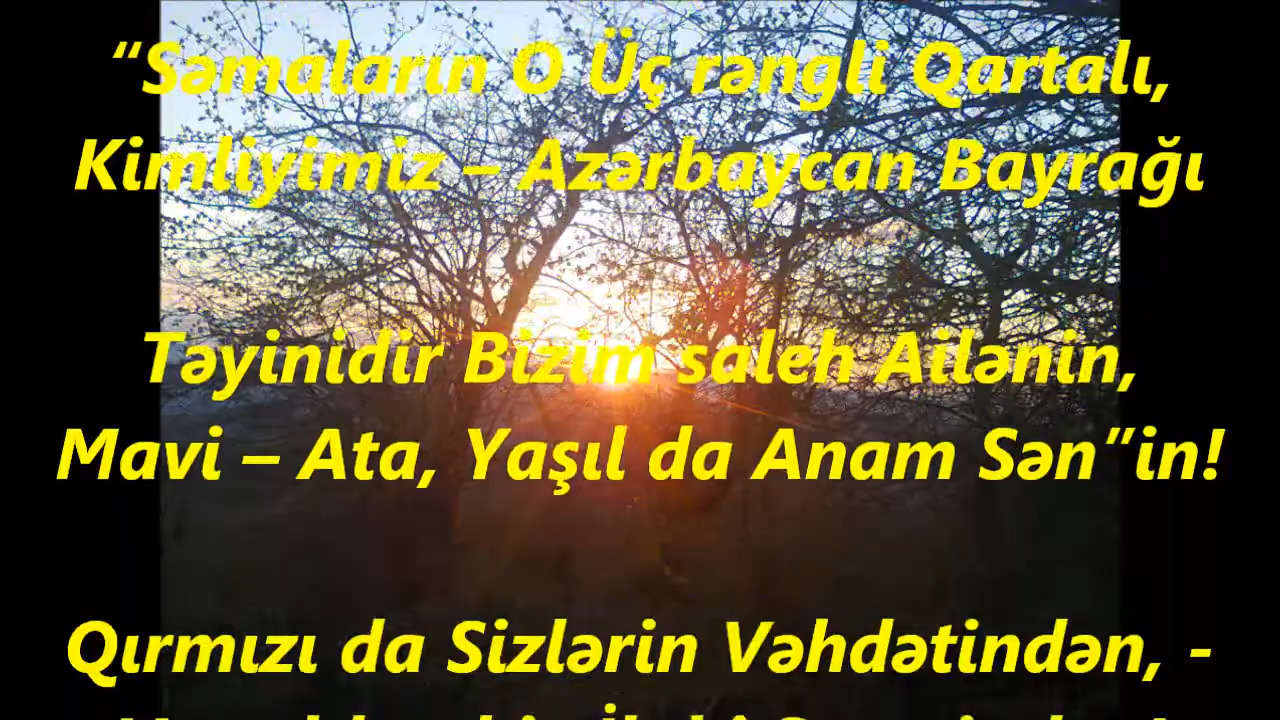 “Səmaların O Üç rəngli Qartalı,
Kimliyimiz – Azərbaycan Bayrağı
Təyinidir Bizim saleh Ailənin,
Mavi – Ata, Yaşıl da Anam Sən”in!
Qırmızı da Sizlərin Vəhdətindən, -